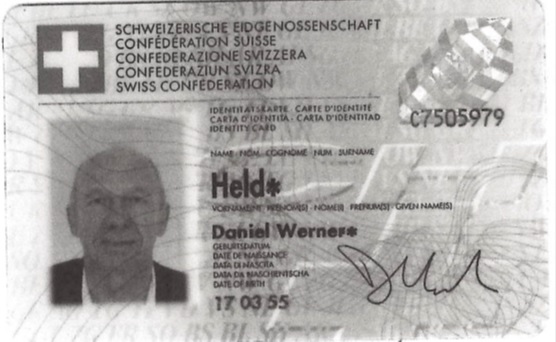 SCHWEIZERISCHE EIDGENOSSENSCHAFT
CONFÉDÉRATION SUISSE
CONFEDERAZIONE SVIZZERA
CONFEDERAZIUN SVIZRA
SWISS CONFEDERATION
IDENTITÄTSKARTE CARTE D'IDENTITÉ
CARTA D'IDENTITÀ · CARTA D'IDENTITAD
IDENTITY CARD
C7505979
NAME · NOM · COGNOME · NUM · SURNAME
Held*
VORNAME(N) · PRÉNOM(S) · NOME(I) · PRENUM(S) · GIVEN NAME(S)
Daniel Werner*
GEBURTSDATUM
DATE DE NAISSANCE
DATA DI NASCITA
DATA DA NASCHIENTSCHA
DATE OF BIRTH
17 03 55